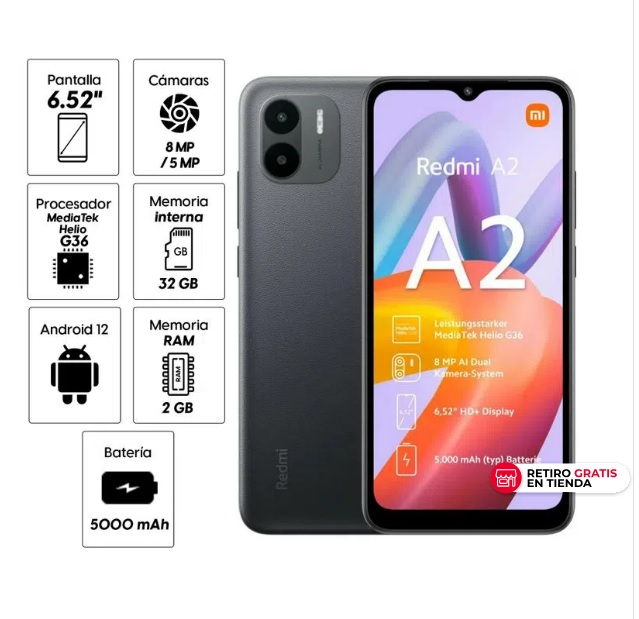 Pantalla
6.52"
Cámaras
8 MP
/ 5 MP
Procesador
MediaTek
Helio
G36
Memoria
interna
GB
32 GB
Android 12
Memoria
RAM
RAM
2 GB
Batería
5000 mAh
Redmi
mi
Redmi A2
A2
Leistungsstarker
MediaTek Helio G36
8 MP AI Dual
Kamera-System
6,52"
6,52" HD+ Display
5.000 mAh (typ) Batterie
RETIRO GRATIS
EN TIENDA